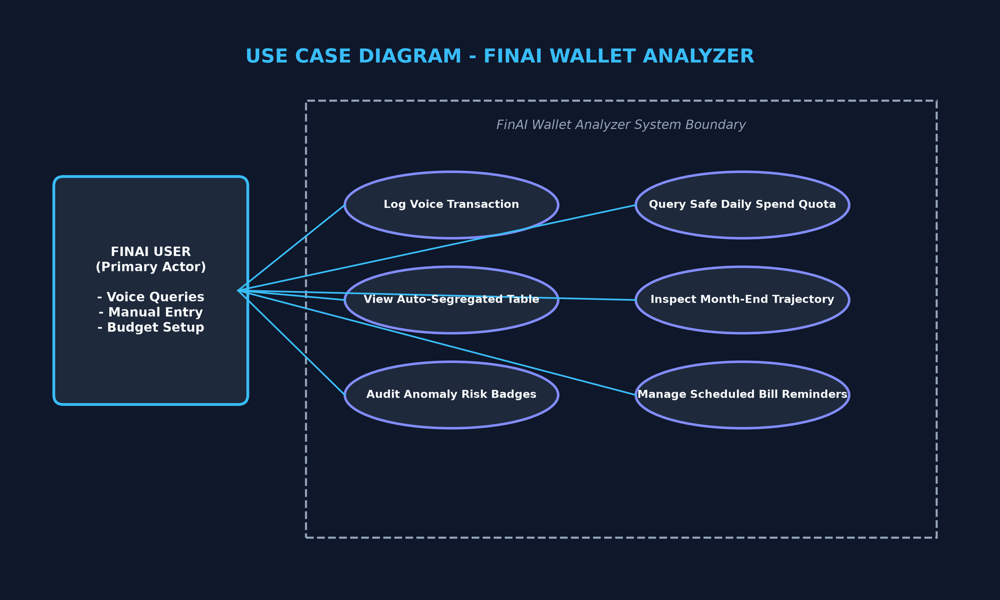 USE CASE DIAGRAM - FINAI WALLET ANALYZER
FinAI Wallet Analyzer System Boundary
FINAI USER
(Primary Actor)
- Voice Queries
- Manual Entry
- Budget Setup
Log Voice Transaction
Query Safe Daily Spend Quota
View Auto-Segregated Table
Inspect Month-End Trajectory
Audit Anomaly Risk Badges
Manage Scheduled Bill Reminders